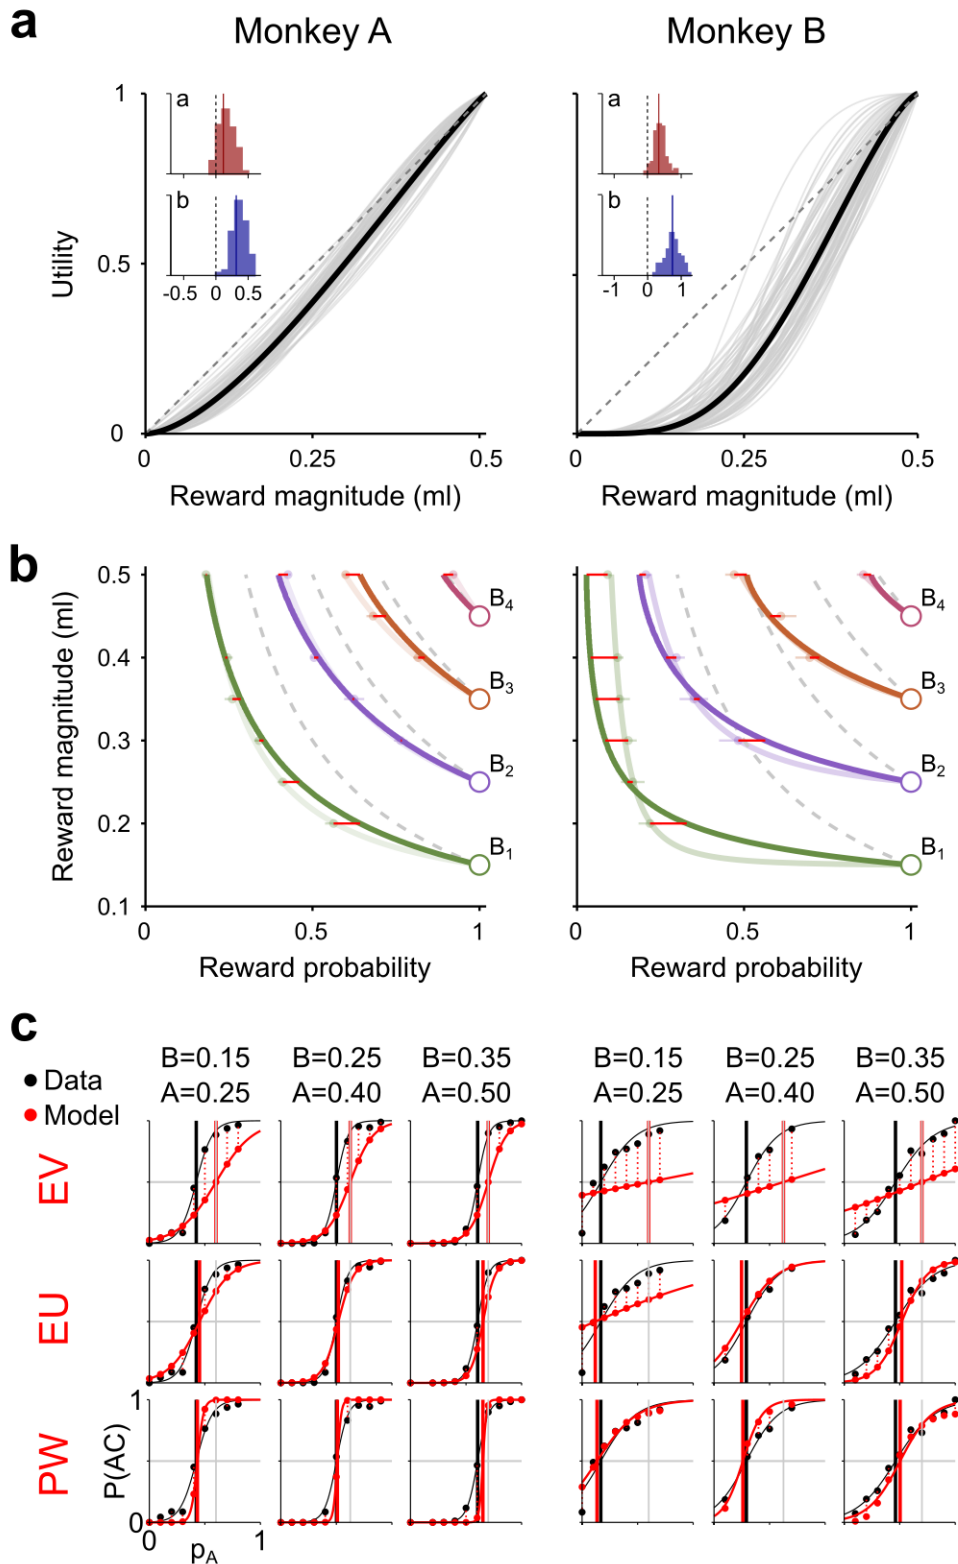 a
Monkey A
Monkey B
Utility
1
0.5
0
a
b
-0.5 0 0.5
a
b
-1 0 1
0 0.25 0.5
0 0.25 0.5
Reward magnitude (ml)
Reward magnitude (ml)
b
Reward magnitude (ml)
0.5
0.4
0.3
0.2
0.1
B4
B3
B2
B1
B4
B3
B2
B1
0 0.5 1
0 0.5 1
Reward probability
Reward probability
c
Data
Model
B=0.15
A=0.25
B=0.25
A=0.40
B=0.35
A=0.50
B=0.15
A=0.25
B=0.25
A=0.40
B=0.35
A=0.50
EV
EU
PW
P(AC)
1
0
0 1
pA